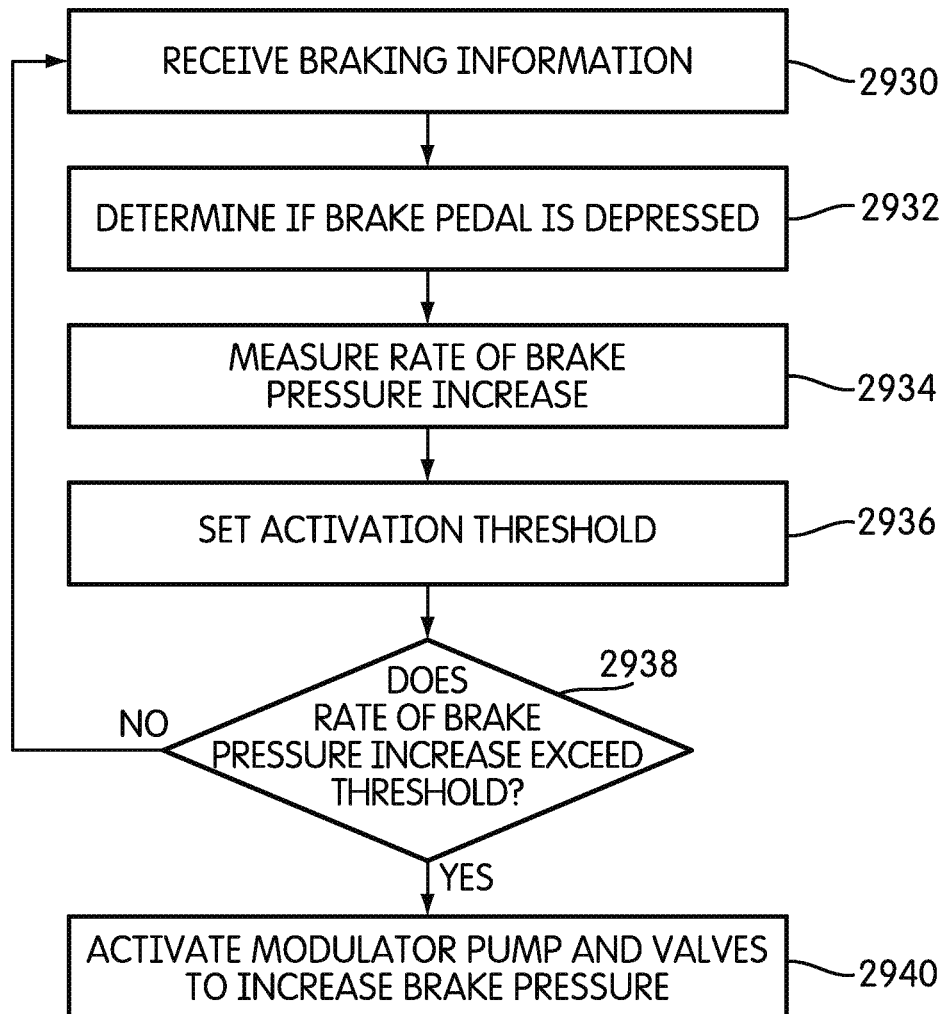 RECEIVE BRAKING INFORMATION
2930
DETERMINE IF BRAKE PEDAL IS DEPRESSED
2932
MEASURE RATE OF BRAKE
PRESSURE INCREASE
2934
SET ACTIVATION THRESHOLD
2936
2938
DOES
RATE OF BRAKE
PRESSURE INCREASE EXCEED
THRESHOLD?
NO
YES
ACTIVATE MODULATOR PUMP AND VALVES
TO INCREASE BRAKE PRESSURE
2940